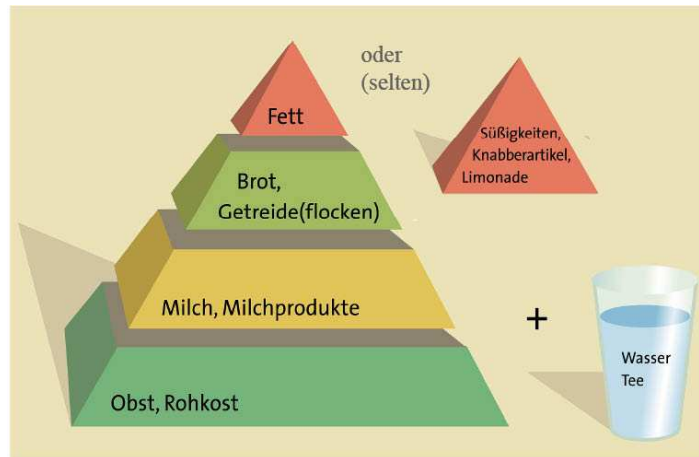 oder
(selten)
Fett
Süßigkeiten,
Knabberartikel,
Limonade
Brot,
Getreide(flocken)
Milch, Milchprodukte
+
Wasser
Tee
Obst, Rohkost